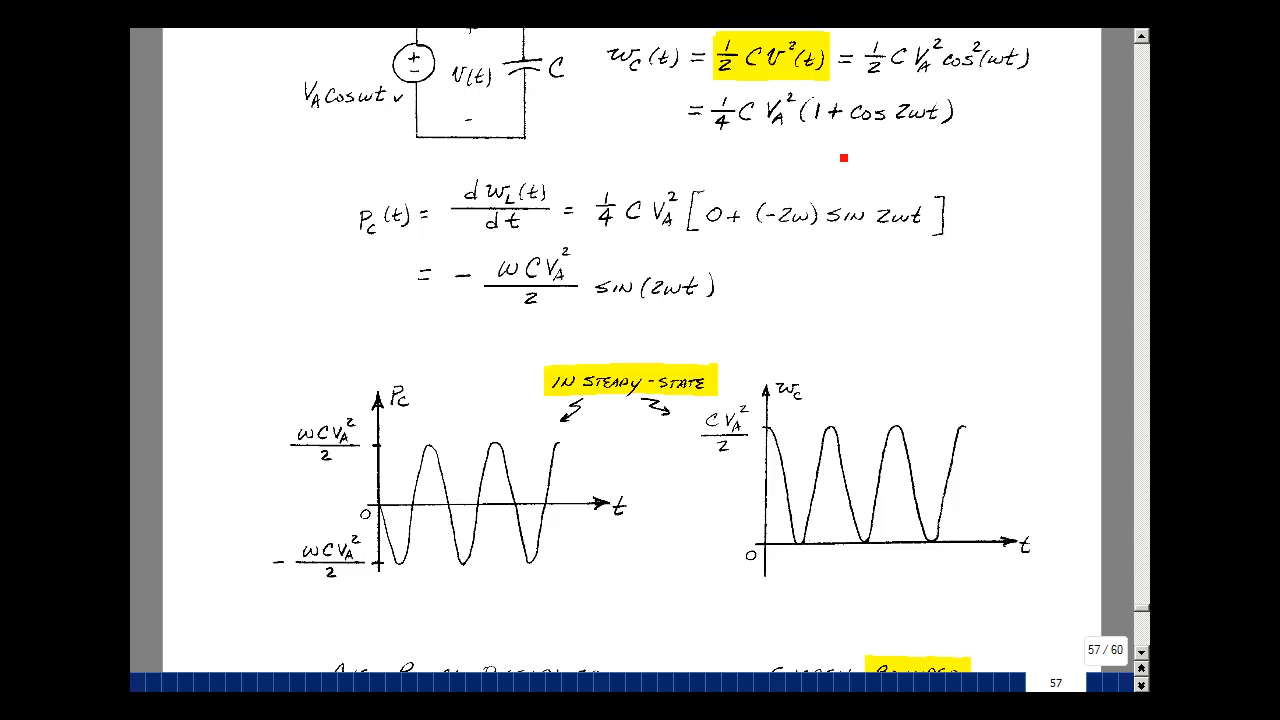 w_C(t) = ½ C v²(t) = ½ C V_A² cos²(ωt)
V_A cos ωt
+
−
v(t)
C
−
= ¼ C V_A² (1 + cos 2ωt)
P_C(t) = d w_L(t) / dt = ¼ C V_A² [0 + (-2ω) sin 2ωt]
= − ωCV_A² / 2 sin(2ωt)
IN STEADY-STATE
P_C
ωCV_A² / 2
0
t
− ωCV_A² / 2
w_C
CV_A² / 2
0
t
57 / 60
57